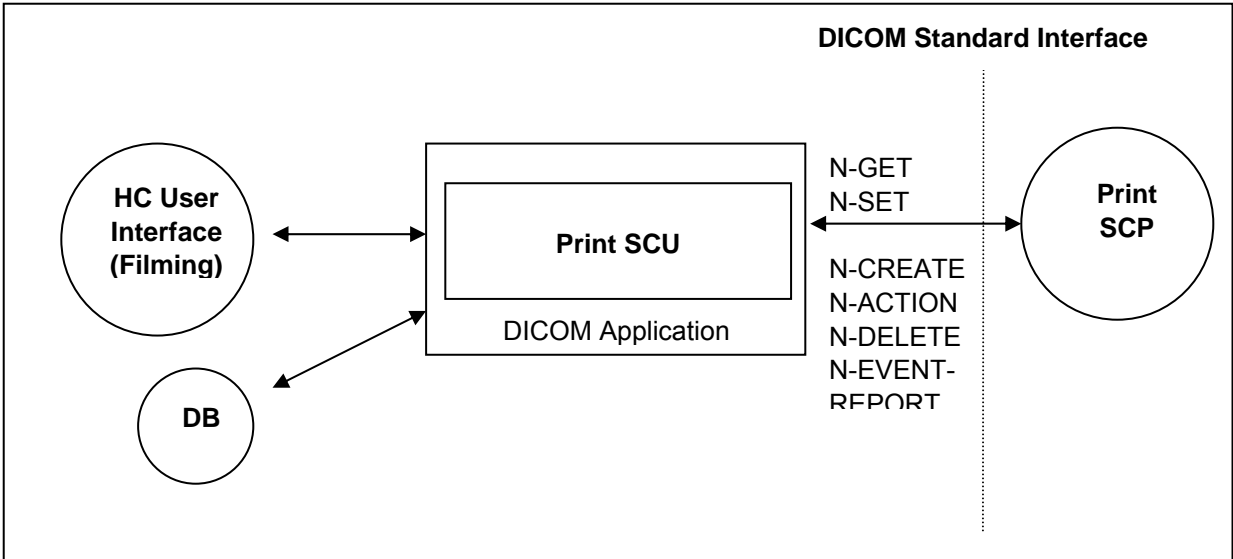 DICOM Standard Interface
HC User
Interface
(Filming)
DB
Print SCU
DICOM Application
N-GET
N-SET
N-CREATE
N-ACTION
N-DELETE
N-EVENT-
REPORT
Print
SCP